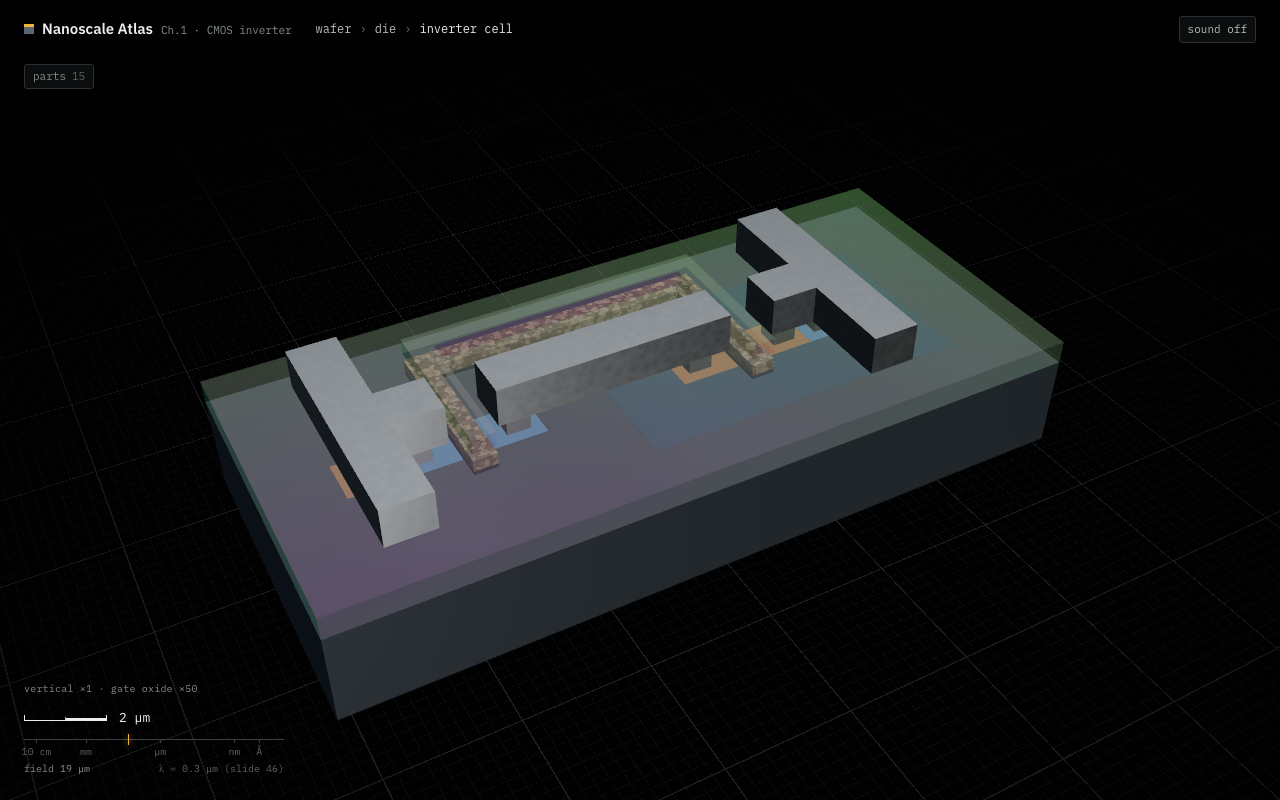 Nanoscale Atlas Ch.1 · CMOS inverter wafer › die › inverter cell sound off
parts 15
vertical ×1 · gate oxide ×50
2 µm
10 cm mm µm nm Å
field 19 µm λ = 0.3 µm (slide 46)